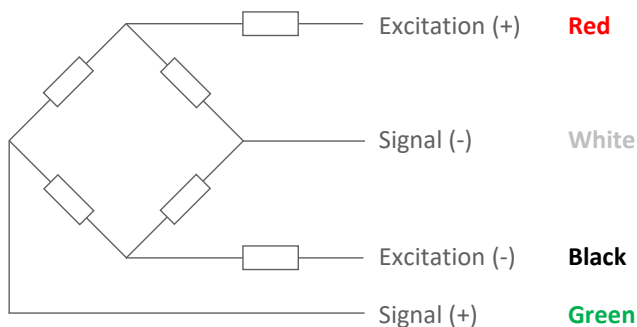 Excitation (+) Red
Signal (-) White
Excitation (-) Black
Signal (+) Green